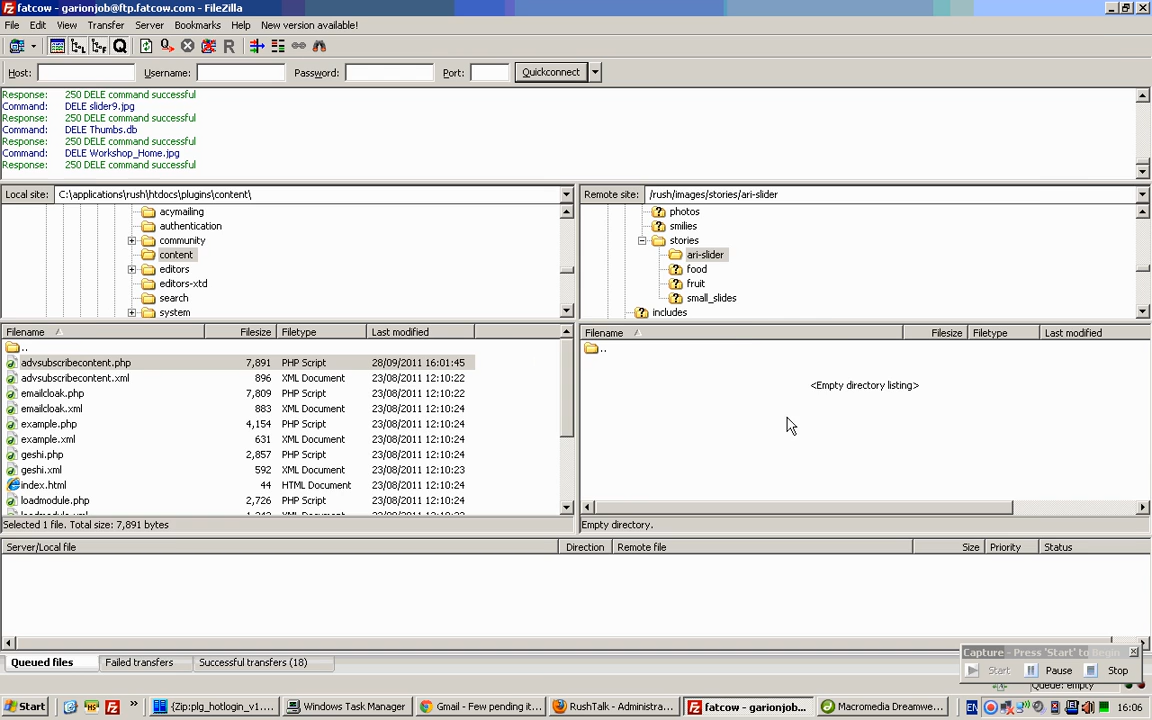 fatcow - garionjob@ftp.fatcow.com - FileZilla
File Edit View Transfer Server Bookmarks Help New version available!
Host: Username: Password: Port: Quickconnect
Response: 250 DELE command successful
Command: DELE slider9.jpg
Response: 250 DELE command successful
Command: DELE Thumbs.db
Response: 250 DELE command successful
Command: DELE Workshop_Home.jpg
Response: 250 DELE command successful
Local site: C:\applications\rush\htdocs\plugins\content\
acymailing
authentication
community
content
editors
editors-xtd
search
system
Remote site: /rush/images/stories/ari-slider
photos
smilies
stories
ari-slider
food
fruit
small_slides
includes
Filename Filesize Filetype Last modified
..
advsubscribecontent.php 7,891 PHP Script 28/09/2011 16:01:45
advsubscribecontent.xml 896 XML Document 23/08/2011 12:10:22
emailcloak.php 7,809 PHP Script 23/08/2011 12:10:22
emailcloak.xml 883 XML Document 23/08/2011 12:10:24
example.php 4,154 PHP Script 23/08/2011 12:10:24
example.xml 631 XML Document 23/08/2011 12:10:24
geshi.php 2,857 PHP Script 23/08/2011 12:10:24
geshi.xml 592 XML Document 23/08/2011 12:10:23
index.html 44 HTML Document 23/08/2011 12:10:24
loadmodule.php 2,726 PHP Script 23/08/2011 12:10:24
Selected 1 file. Total size: 7,891 bytes
Filename Filesize Filetype Last modified
..
<Empty directory listing>
Empty directory.
Server/Local file Direction Remote file Size Priority Status
Queued files Failed transfers Successful transfers (18)
Capture - Press 'Start' to Begin
Start Pause Stop
Queue: empty
Start {Zip:plg_hotlogin_v1.... Windows Task Manager Gmail - Few pending it... RushTalk - Administra... fatcow - garionjob... Macromedia Dreamwe... EN 16:06